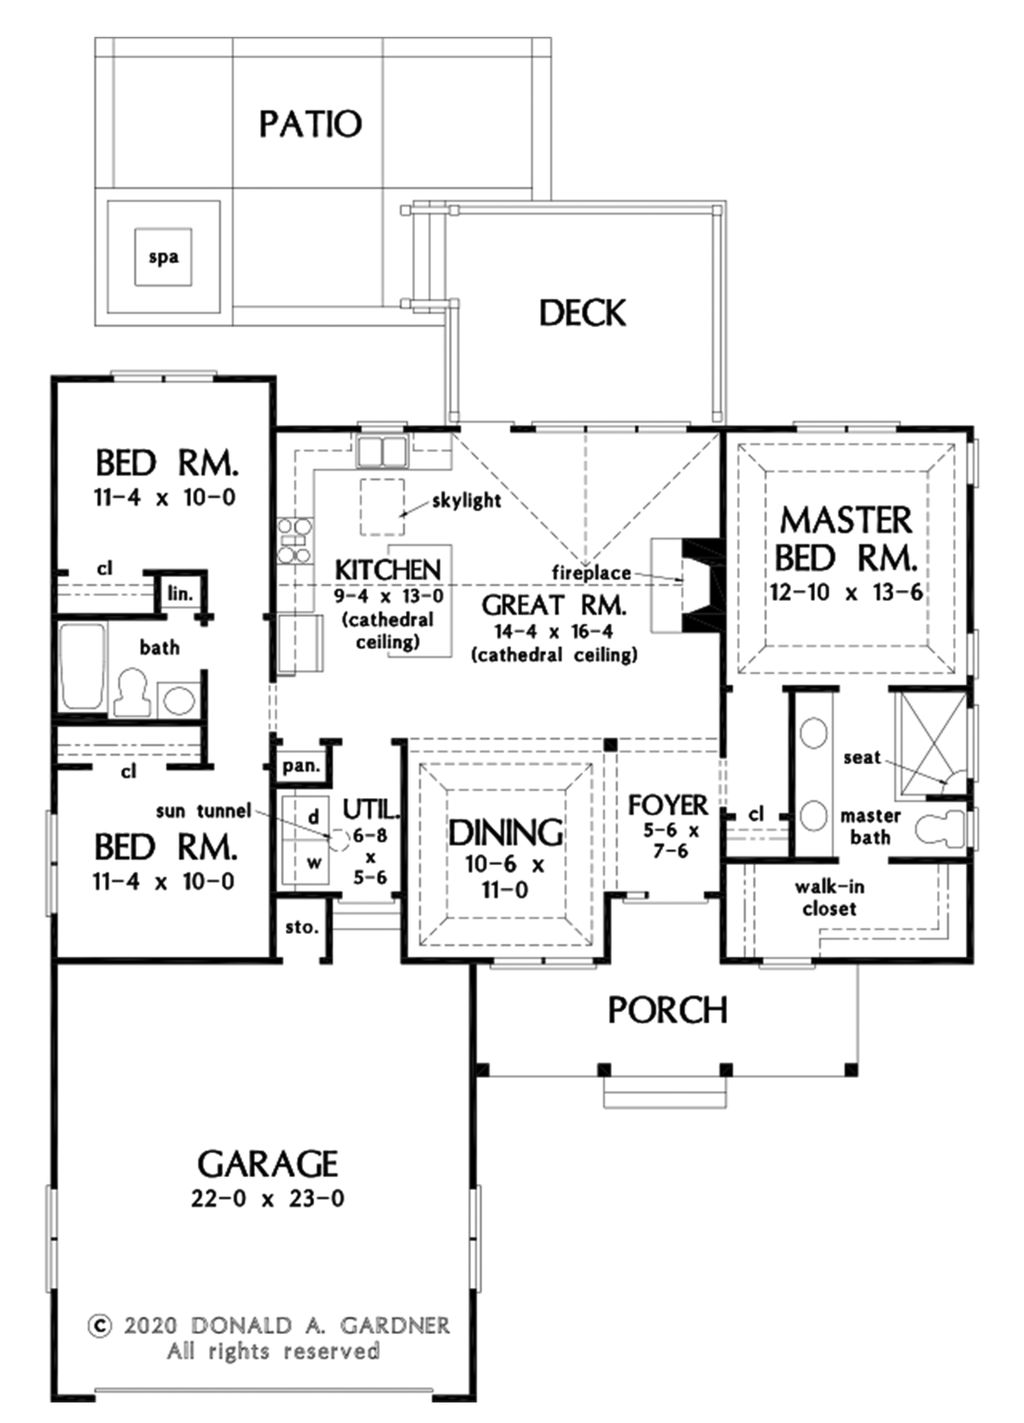 PATIO
spa
DECK
BED RM.
11-4 x 10-0
cl
lin.
bath
cl
skylight
KITCHEN
9-4 x 13-0
(cathedral
ceiling)
fireplace
GREAT RM.
14-4 x 16-4
(cathedral ceiling)
MASTER
BED RM.
12-10 x 13-6
pan.
sun tunnel
d
w
UTIL.
6-8
x
5-6
BED RM.
11-4 x 10-0
sto.
DINING
10-6 x
11-0
FOYER
5-6 x
7-6
cl
seat
master
bath
walk-in
closet
PORCH
GARAGE
22-0 x 23-0
© 2020 DONALD A. GARDNER
All rights reserved